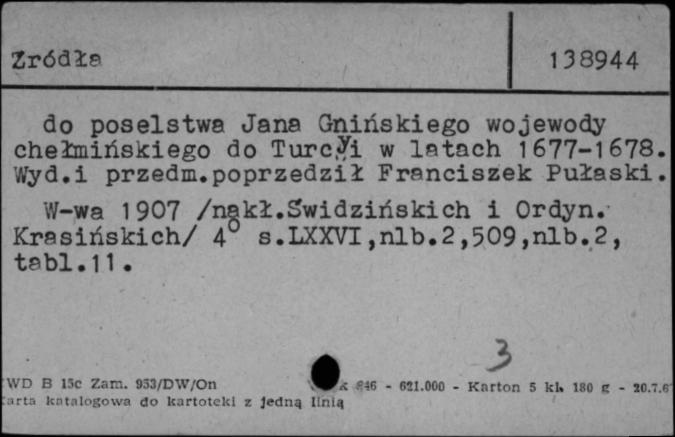 Źródła 138944
do poselstwa Jana Gnińskiego wojewody
chełmińskiego do Turcyi w latach 1677-1678.
Wyd.i przedm.poprzedził Franciszek Pułaski.
W-wa 1907 /nakł.Świdzińskich i Ordyn.
Krasińskich/ 4° s.LXXVI,nlb.2,509,nlb.2,
tabl.11.
3
WD B 15c Zam. 953/DW/On 646 - 621.000 - Karton 5 kl. 180 g - 20.7.6
arta katalogowa do kartoteki z jedną linią